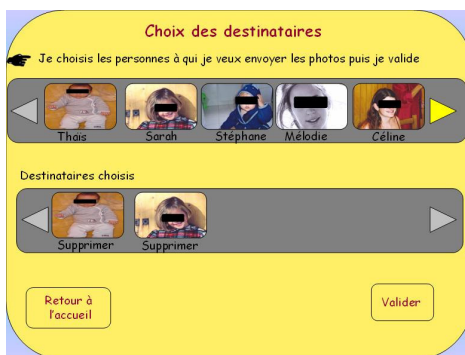 Choix des destinataires
Je choisis les personnes à qui je veux envoyer les photos puis je valide
Thaïs Sarah Stéphane Mélodie Céline
Destinataires choisis
Supprimer Supprimer
Retour à
l'accueil
Valider